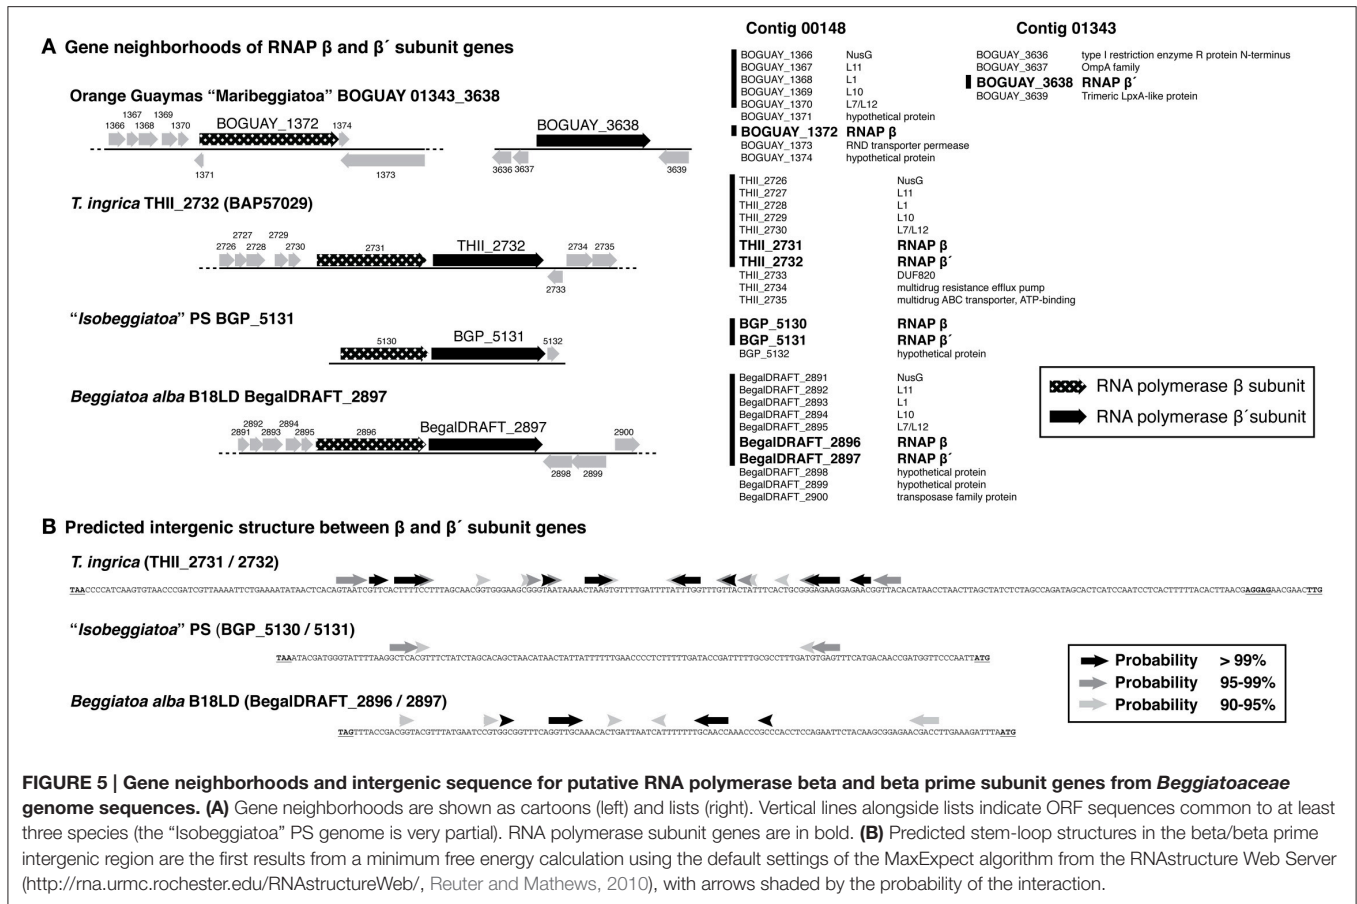 A Gene neighborhoods of RNAP β and β´ subunit genes
Orange Guaymas “Maribeggiatoa” BOGUAY 01343_3638
1367 1369
1366 1368 1370 BOGUAY_1372 1374 BOGUAY_3638
1371 1373 3636 3637 3639
T. ingrica THII_2732 (BAP57029)
2727 2729
2726 2728 2730 2731 THII_2732 2734 2735
2733
“Isobeggiatoa” PS BGP_5131
5130 BGP_5131 5132
Beggiatoa alba B18LD BegalDRAFT_2897
2892 2894
2891 2893 2895 2896 BegalDRAFT_2897 2900
2898 2899
Contig 00148
BOGUAY_1366 NusG
BOGUAY_1367 L11
BOGUAY_1368 L1
BOGUAY_1369 L10
BOGUAY_1370 L7/L12
BOGUAY_1371 hypothetical protein
BOGUAY_1372 RNAP β
BOGUAY_1373 RND transporter permease
BOGUAY_1374 hypothetical protein
Contig 01343
BOGUAY_3636 type I restriction enzyme R protein N-terminus
BOGUAY_3637 OmpA family
BOGUAY_3638 RNAP β´
BOGUAY_3639 Trimeric LpxA-like protein
THII_2726 NusG
THII_2727 L11
THII_2728 L1
THII_2729 L10
THII_2730 L7/L12
THII_2731 RNAP β
THII_2732 RNAP β´
THII_2733 DUF820
THII_2734 multidrug resistance efflux pump
THII_2735 multidrug ABC transporter, ATP-binding
BGP_5130 RNAP β
BGP_5131 RNAP β´
BGP_5132 hypothetical protein
BegalDRAFT_2891 NusG
BegalDRAFT_2892 L11
BegalDRAFT_2893 L1
BegalDRAFT_2894 L10
BegalDRAFT_2895 L7/L12
BegalDRAFT_2896 RNAP β
BegalDRAFT_2897 RNAP β´
BegalDRAFT_2898 hypothetical protein
BegalDRAFT_2899 hypothetical protein
BegalDRAFT_2900 transposase family protein
RNA polymerase β subunit
RNA polymerase β´subunit
B Predicted intergenic structure between β and β´ subunit genes
T. ingrica (THII_2731 / 2732)
“Isobeggiatoa” PS (BGP_5130 / 5131)
TAAATACGATGGGTATTTTAAGGCTCACGTTTCTATCTAGCACAGCTAACATAACTATTATTTTTTGAACCCCTCTTTTTGATACCGATTTTTGCGCCTTTGATGTGAGTTTCATGACAACCGATGGTTCCCAATTATG
Beggiatoa alba B18LD (BegalDRAFT_2896 / 2897)
TAGTTTACCGACGGTACGTTTATGAATCCGTGGCGGTTTCAGGTTGCAAACACTGATTAATCATTTTTTTGCAACCAAACCCGCCCACCTCCAGAATTCTACAAGCGGAGAACGACCTTGAAAGATTTAATG
Probability > 99%
Probability 95-99%
Probability 90-95%
FIGURE 5 | Gene neighborhoods and intergenic sequence for putative RNA polymerase beta and beta prime subunit genes from Beggiatoaceae
genome sequences. (A) Gene neighborhoods are shown as cartoons (left) and lists (right). Vertical lines alongside lists indicate ORF sequences common to at least
three species (the “Isobeggiatoa” PS genome is very partial). RNA polymerase subunit genes are in bold. (B) Predicted stem-loop structures in the beta/beta prime
intergenic region are the first results from a minimum free energy calculation using the default settings of the MaxExpect algorithm from the RNAstructure Web Server
(http://rna.urmc.rochester.edu/RNAstructureWeb/, Reuter and Mathews, 2010), with arrows shaded by the probability of the interaction.